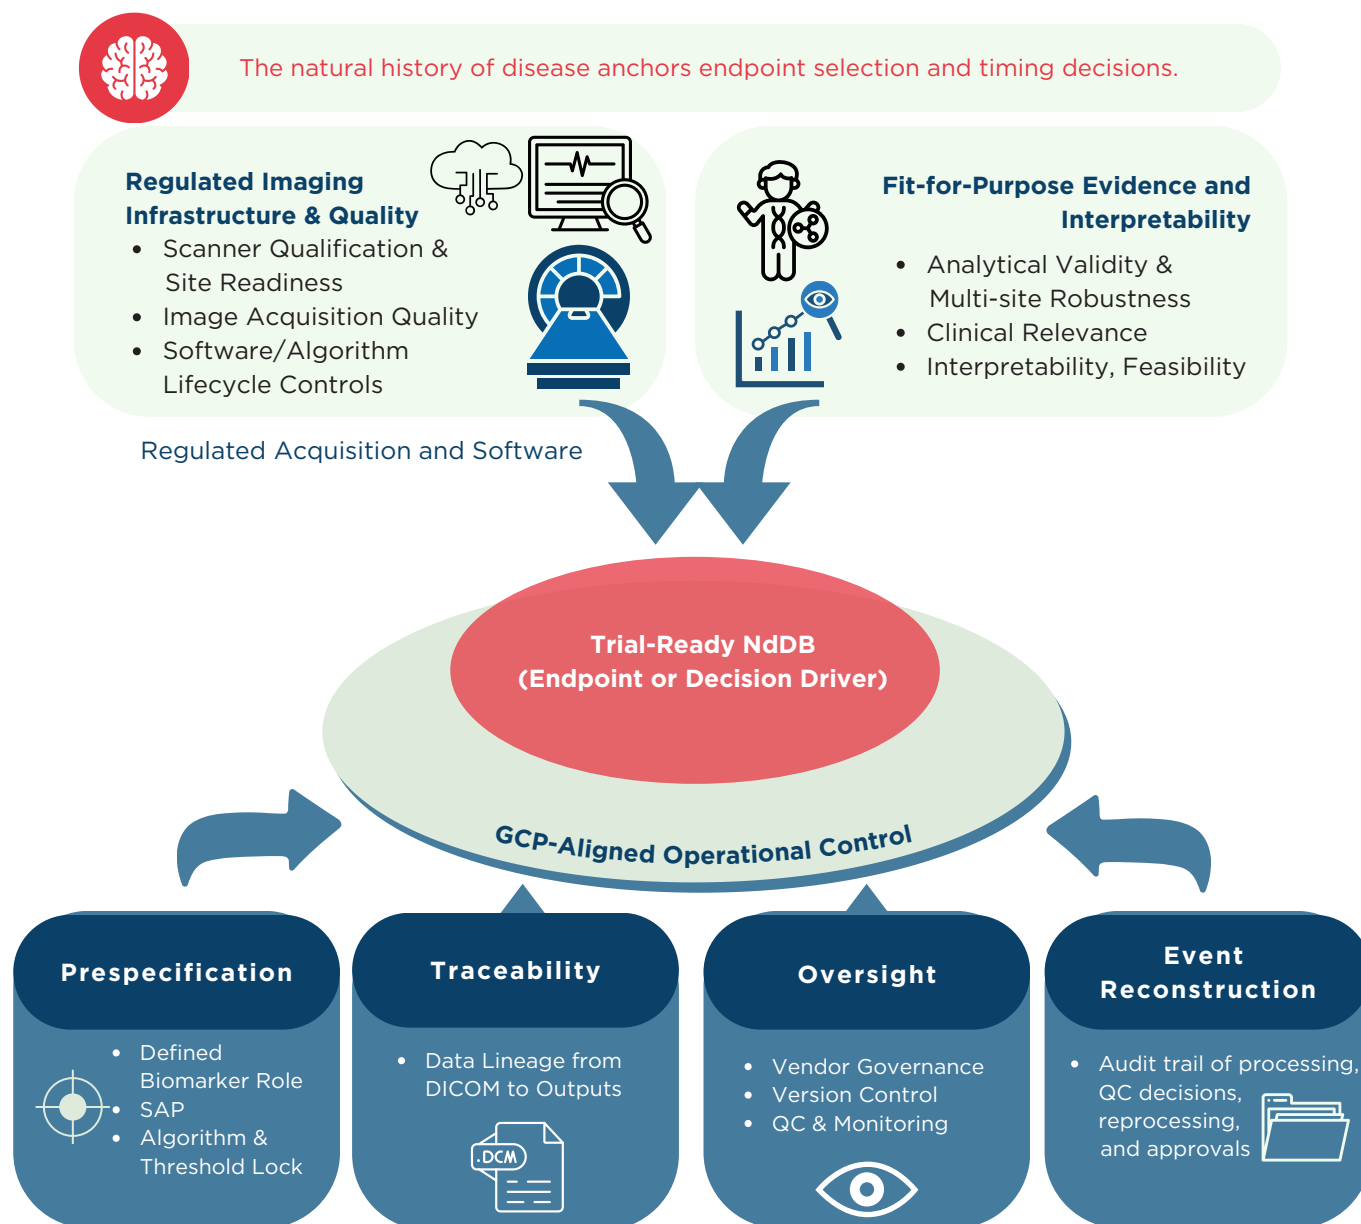 The natural history of disease anchors endpoint selection and timing decisions.
Regulated Imaging
Infrastructure & Quality
• Scanner Qualification &
Site Readiness
• Image Acquisition Quality
• Software/Algorithm
Lifecycle Controls
Fit-for-Purpose Evidence and
Interpretability
• Analytical Validity &
Multi-site Robustness
• Clinical Relevance
• Interpretability, Feasibility
Regulated Acquisition and Software
Trial-Ready NdDB
(Endpoint or Decision Driver)
GCP-Aligned Operational Control
Prespecification
• Defined
Biomarker Role
• SAP
• Algorithm &
Threshold Lock
Traceability
• Data Lineage from
DICOM to Outputs
.DCM
Oversight
• Vendor Governance
• Version Control
• QC & Monitoring
Event
Reconstruction
• Audit trail of processing,
QC decisions,
reprocessing,
and approvals